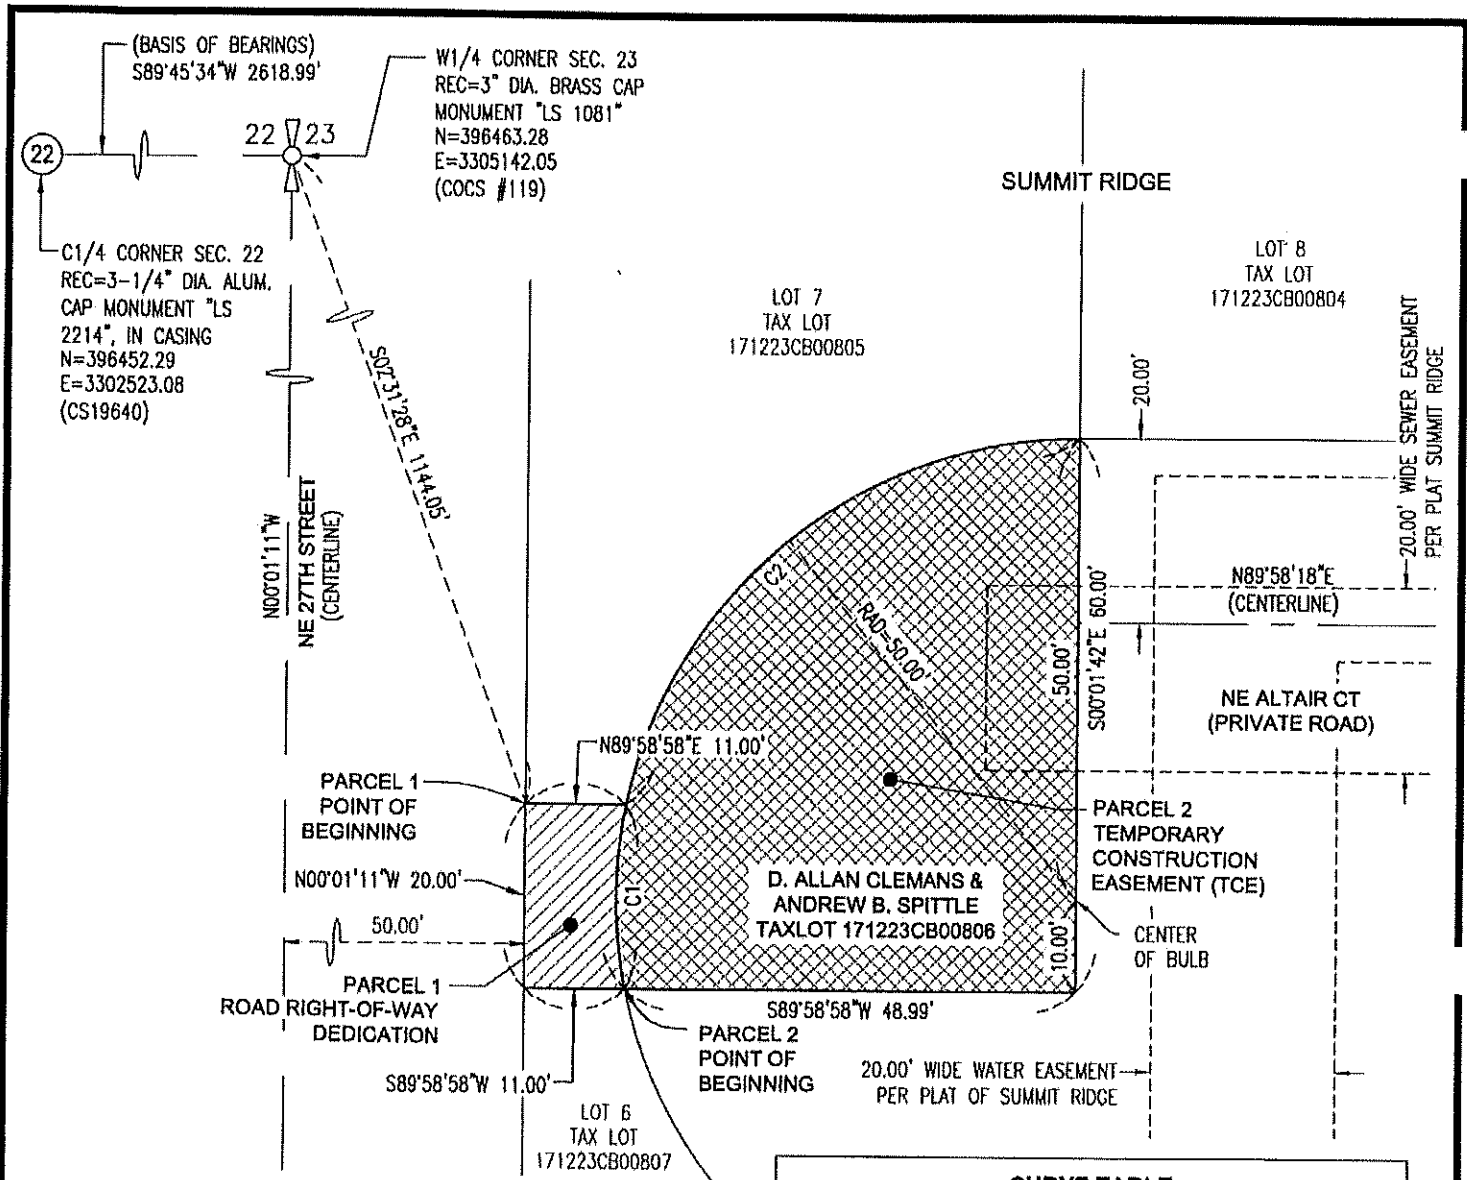 (BASIS OF BEARINGS)
S89°45'34"W 2618.99'
W1/4 CORNER SEC. 23
REC=3" DIA. BRASS CAP
MONUMENT "LS 1081"
N=396463.28
E=3305142.05
(COCS #119)
22
22 23
C1/4 CORNER SEC. 22
REC=3-1/4" DIA. ALUM.
CAP MONUMENT "LS
2214", IN CASING
N=396452.29
E=3302523.08
(CS19640)
SUMMIT RIDGE
LOT 8
TAX LOT
171223CB00804
LOT 7
TAX LOT
171223CB00805
S02°31'28"E 1144.05'
N00°01'11"W
NE 27TH STREET
(CENTERLINE)
20.00'
20.00' WIDE SEWER EASEMENT
PER PLAT SUMMIT RIDGE
N89°58'18"E
(CENTERLINE)
C2
RAD=50.00'
50.00'
S00°01'42"E 60.00'
NE ALTAIR CT
(PRIVATE ROAD)
N89°58'58"E 11.00'
PARCEL 1
POINT OF
BEGINNING
PARCEL 2
TEMPORARY
CONSTRUCTION
EASEMENT (TCE)
N00°01'11"W 20.00'
C1
D. ALLAN CLEMANS &
ANDREW B. SPITTLE
TAXLOT 171223CB00806
50.00'
10.00'
CENTER
OF BULB
PARCEL 1
ROAD RIGHT-OF-WAY
DEDICATION
S89°58'58"W 48.99'
PARCEL 2
POINT OF
BEGINNING
S89°58'58"W 11.00'
20.00' WIDE WATER EASEMENT
PER PLAT OF SUMMIT RIDGE
LOT 6
TAX LOT
171223CB00807
CURVE TABLE